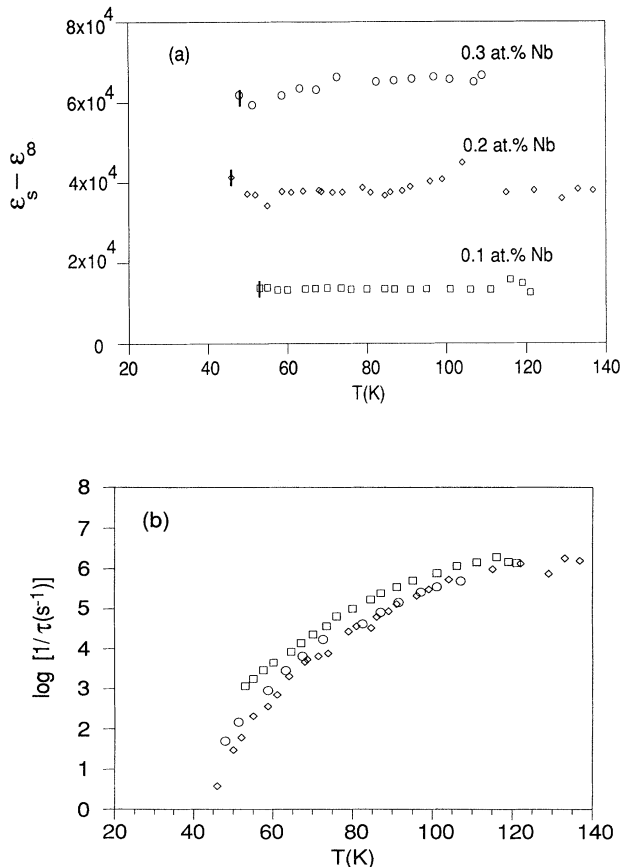 8x10⁴
(a)
0.3 at.% Nb
6x10⁴
0.2 at.% Nb
4x10⁴
εs – ε∞
0.1 at.% Nb
2x10⁴
0
20 40 60 80 100 120 140
T(K)
8
(b)
7
6
5
4
log [1/τ(s⁻¹)]
3
2
1
0
20 40 60 80 100 120 140
T(K)